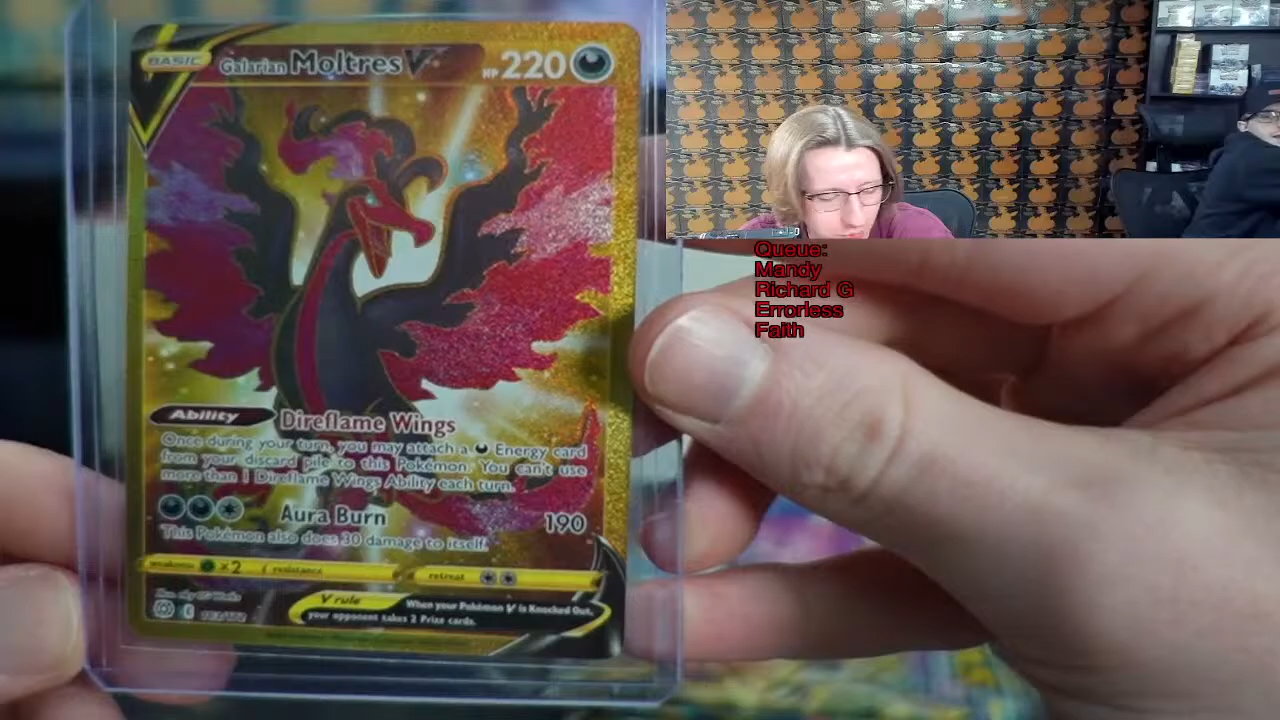 BASIC
Galarian Moltres V
HP 220
Ability Direflame Wings
Once during your turn, you may attach a Energy card
from your discard pile to this Pokémon. You can't use
more than 1 Direflame Wings Ability each turn.
Aura Burn 190
This Pokémon also does 30 damage to itself.
weakness ×2 resistance retreat
V rule
When your Pokémon V is Knocked Out,
your opponent takes 2 Prize cards.
Queue:
Mandy
Richard G
Errorless
Faith